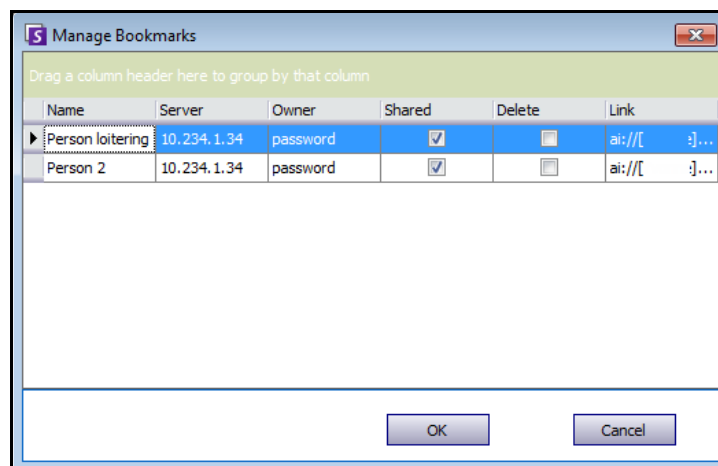 S Manage Bookmarks
Drag a column header here to group by that column
Name Server Owner Shared Delete Link
Person loitering 10.234.1.34 password ai://[ ]...
Person 2 10.234.1.34 password ai://[ ]...
OK Cancel